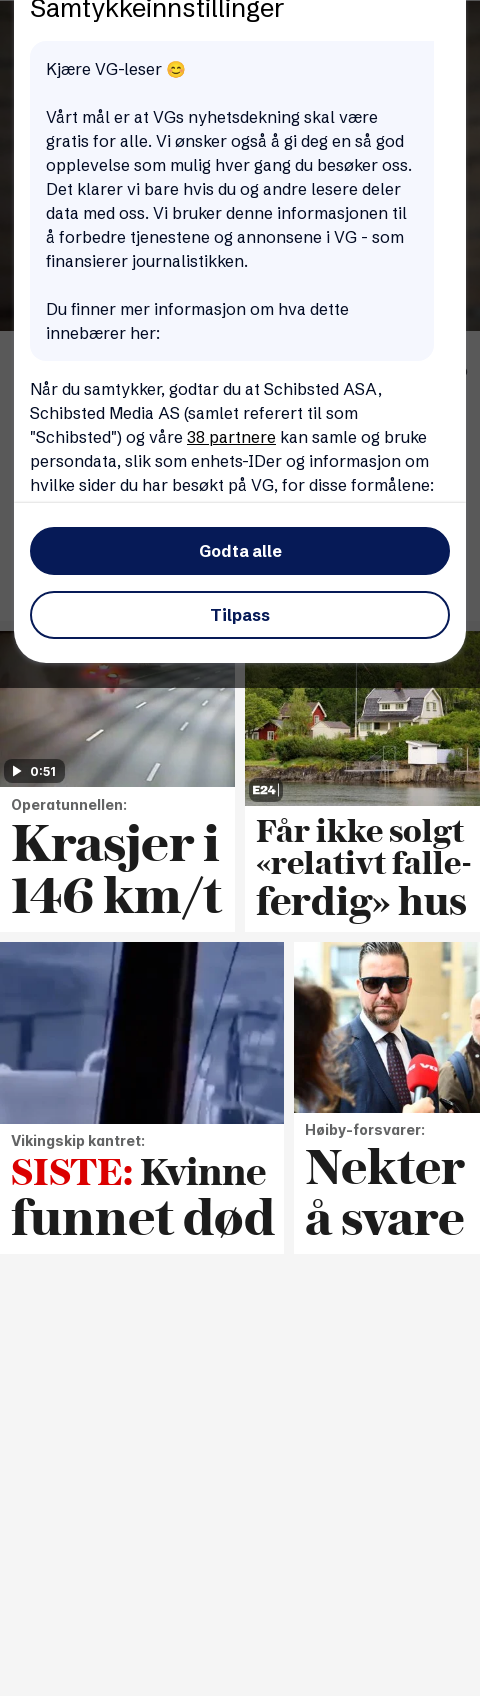 Samtykkeinnstillinger
Kjære VG-leser 😊
Vårt mål er at VGs nyhetsdekning skal være
gratis for alle. Vi ønsker også å gi deg en så god
opplevelse som mulig hver gang du besøker oss.
Det klarer vi bare hvis du og andre lesere deler
data med oss. Vi bruker denne informasjonen til
å forbedre tjenestene og annonsene i VG - som
finansierer journalistikken.
Du finner mer informasjon om hva dette
innebærer her:
Når du samtykker, godtar du at Schibsted ASA,
Schibsted Media AS (samlet referert til som
"Schibsted") og våre 38 partnere kan samle og bruke
persondata, slik som enhets-IDer og informasjon om
hvilke sider du har besøkt på VG, for disse formålene:
Godta alle
Tilpass
0:51
Operatunnellen:
Krasjer i
146 km/t
E24
Får ikke solgt
«relativt falle-
ferdig» hus
Vikingskip kantret:
SISTE: Kvinne
funnet død
VG
Høiby-forsvarer:
Nekter
å svare